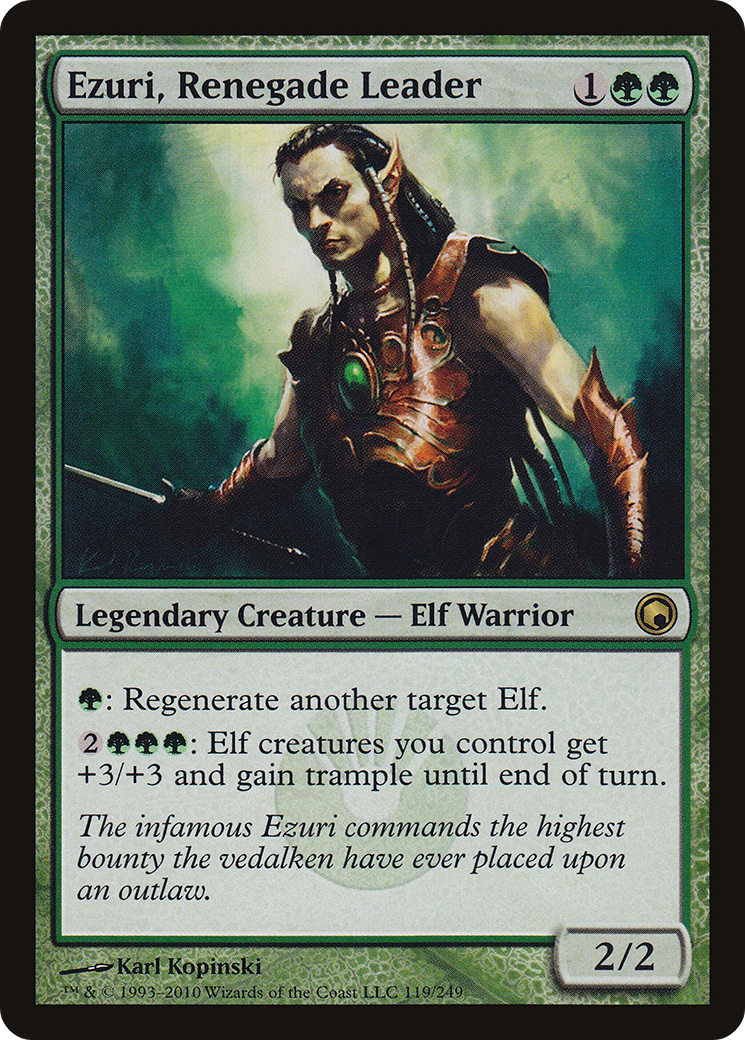 Ezuri, Renegade Leader 1
Legendary Creature — Elf Warrior
: Regenerate another target Elf.
2: Elf creatures you control get
+3/+3 and gain trample until end of turn.
The infamous Ezuri commands the highest
bounty the vedalken have ever placed upon
an outlaw.
2/2
Karl Kopinski
™ & © 1993–2010 Wizards of the Coast LLC 119/249